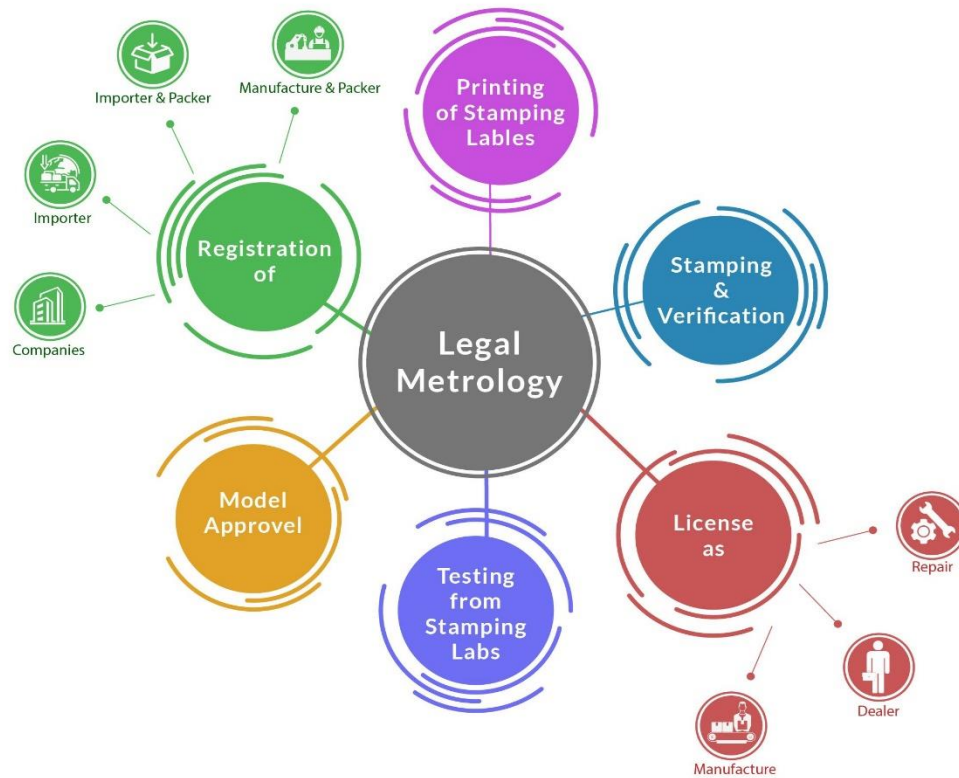 Importer & Packer
Manufacture & Packer
Importer
Companies
Registration
of
Printing
of Stamping
Lables
Stamping
&
Verification
Legal
Metrology
Model
Approvel
Testing
from
Stamping
Labs
License
as
Repair
Dealer
Manufacture